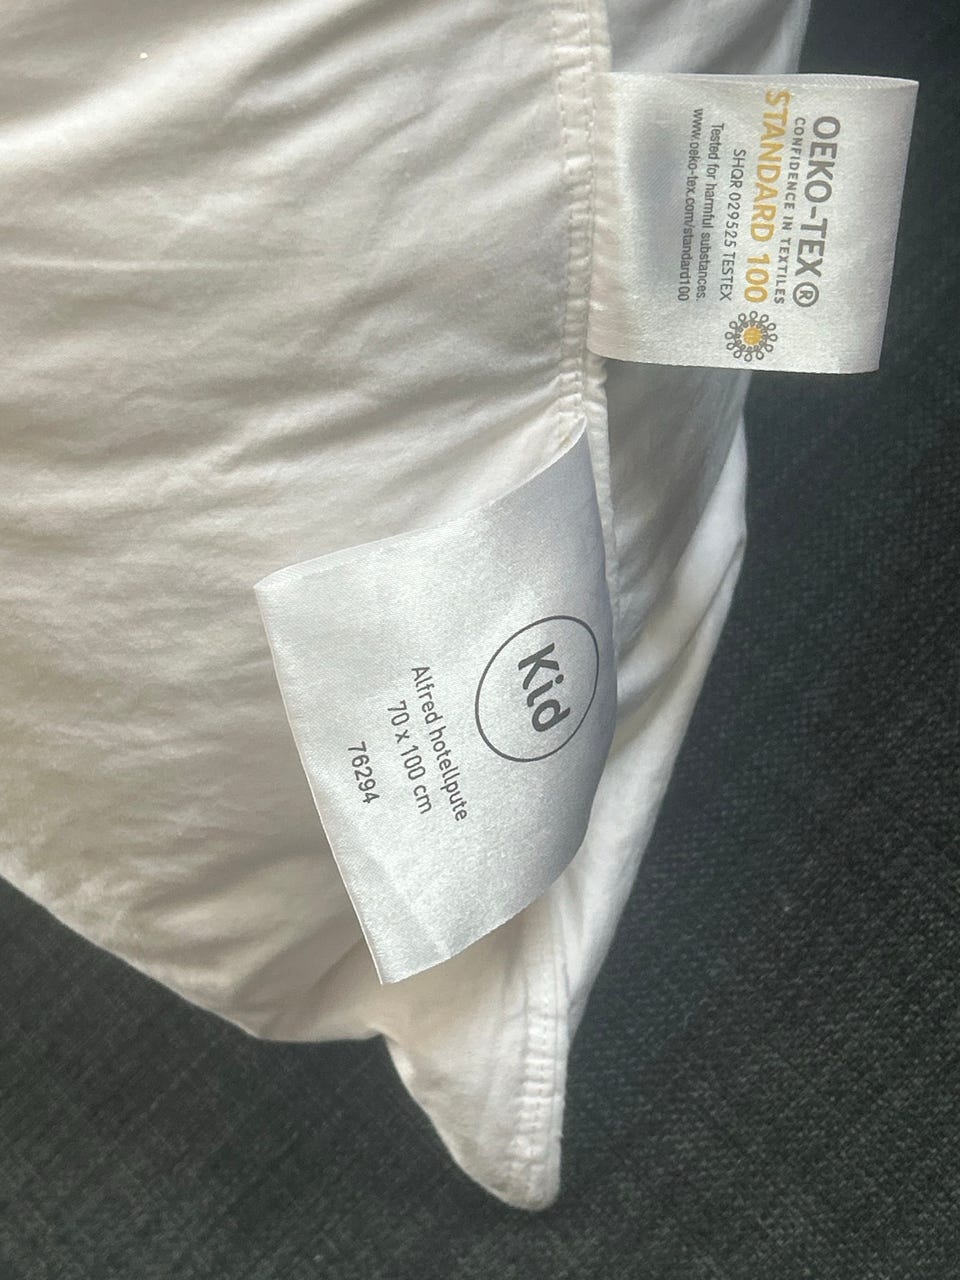 OEKO-TEX®
CONFIDENCE IN TEXTILES
STANDARD 100
SHQR 029525 TESTEX
Tested for harmful substances.
www.oeko-tex.com/standard100
Kid
Alfred hotellpute
70 x 100 cm
76294